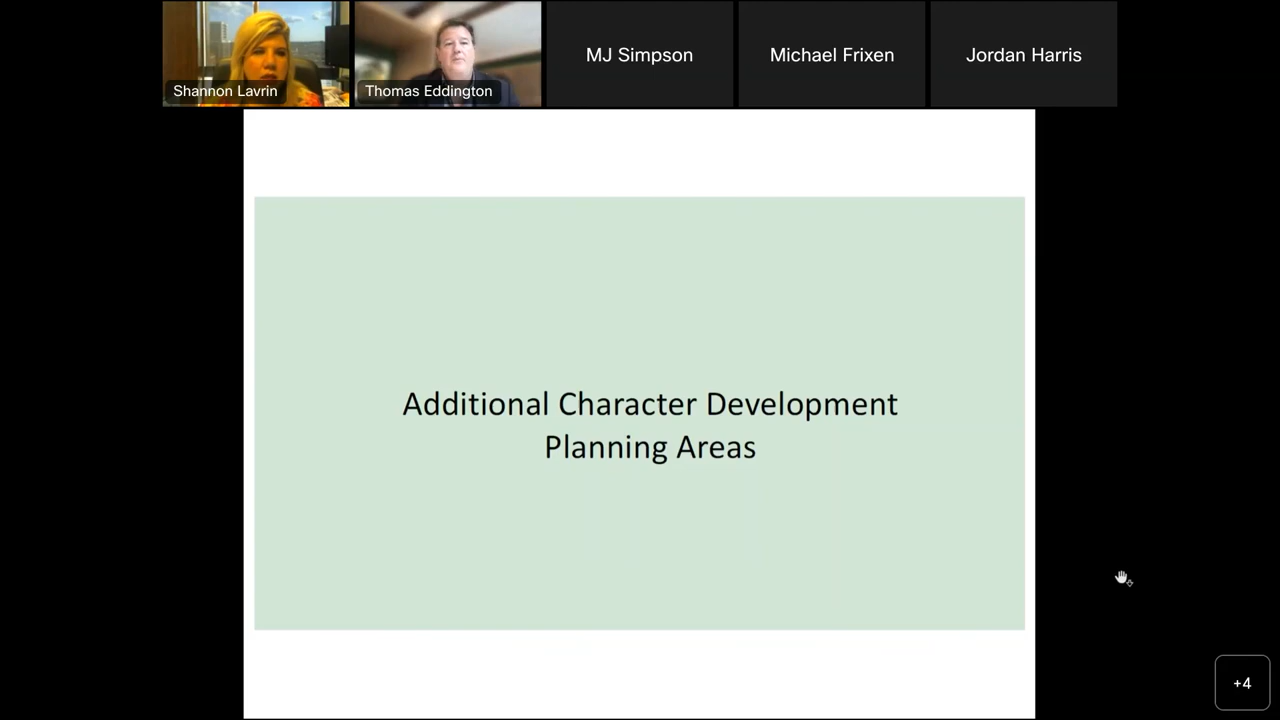 Shannon Lavrin
Thomas Eddington
MJ Simpson
Michael Frixen
Jordan Harris
Additional Character Development
Planning Areas
+4